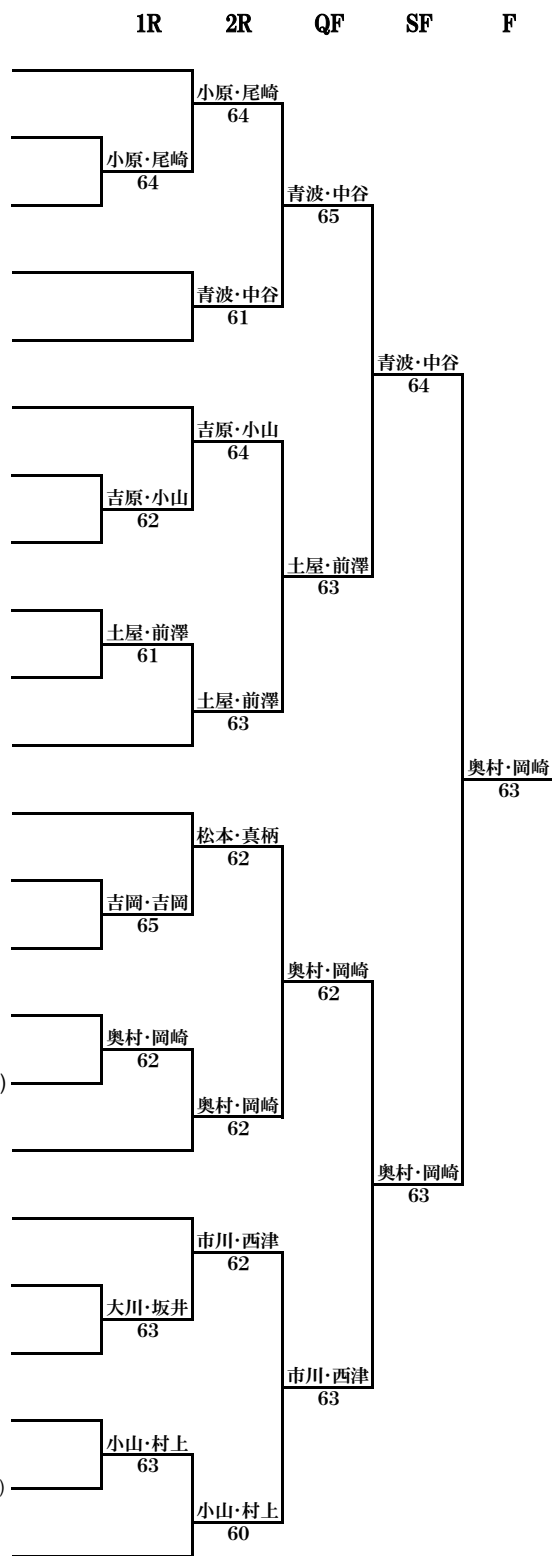 1R 2R QF SF F
小原・尾崎
64
小原・尾崎
64
青波・中谷
65
青波・中谷
61
青波・中谷
64
吉原・小山
64
吉原・小山
62
土屋・前澤
63
土屋・前澤
61
土屋・前澤
63
奥村・岡崎
63
松本・真柄
62
吉岡・吉岡
65
奥村・岡崎
62
奥村・岡崎
62
)
奥村・岡崎
62
奥村・岡崎
63
市川・西津
62
大川・坂井
63
市川・西津
63
小山・村上
63
)
小山・村上
60